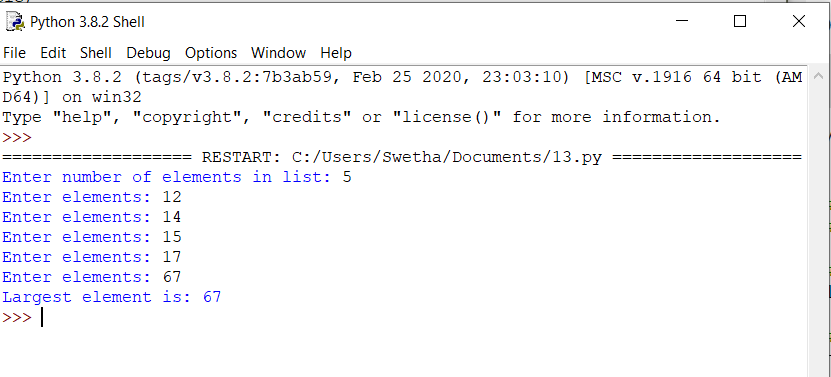 Python 3.8.2 Shell
File Edit Shell Debug Options Window Help
Python 3.8.2 (tags/v3.8.2:7b3ab59, Feb 25 2020, 23:03:10) [MSC v.1916 64 bit (AM
D64)] on win32
Type "help", "copyright", "credits" or "license()" for more information.
>>>
=================== RESTART: C:/Users/Swetha/Documents/13.py ===================
Enter number of elements in list: 5
Enter elements: 12
Enter elements: 14
Enter elements: 15
Enter elements: 17
Enter elements: 67
Largest element is: 67
>>>